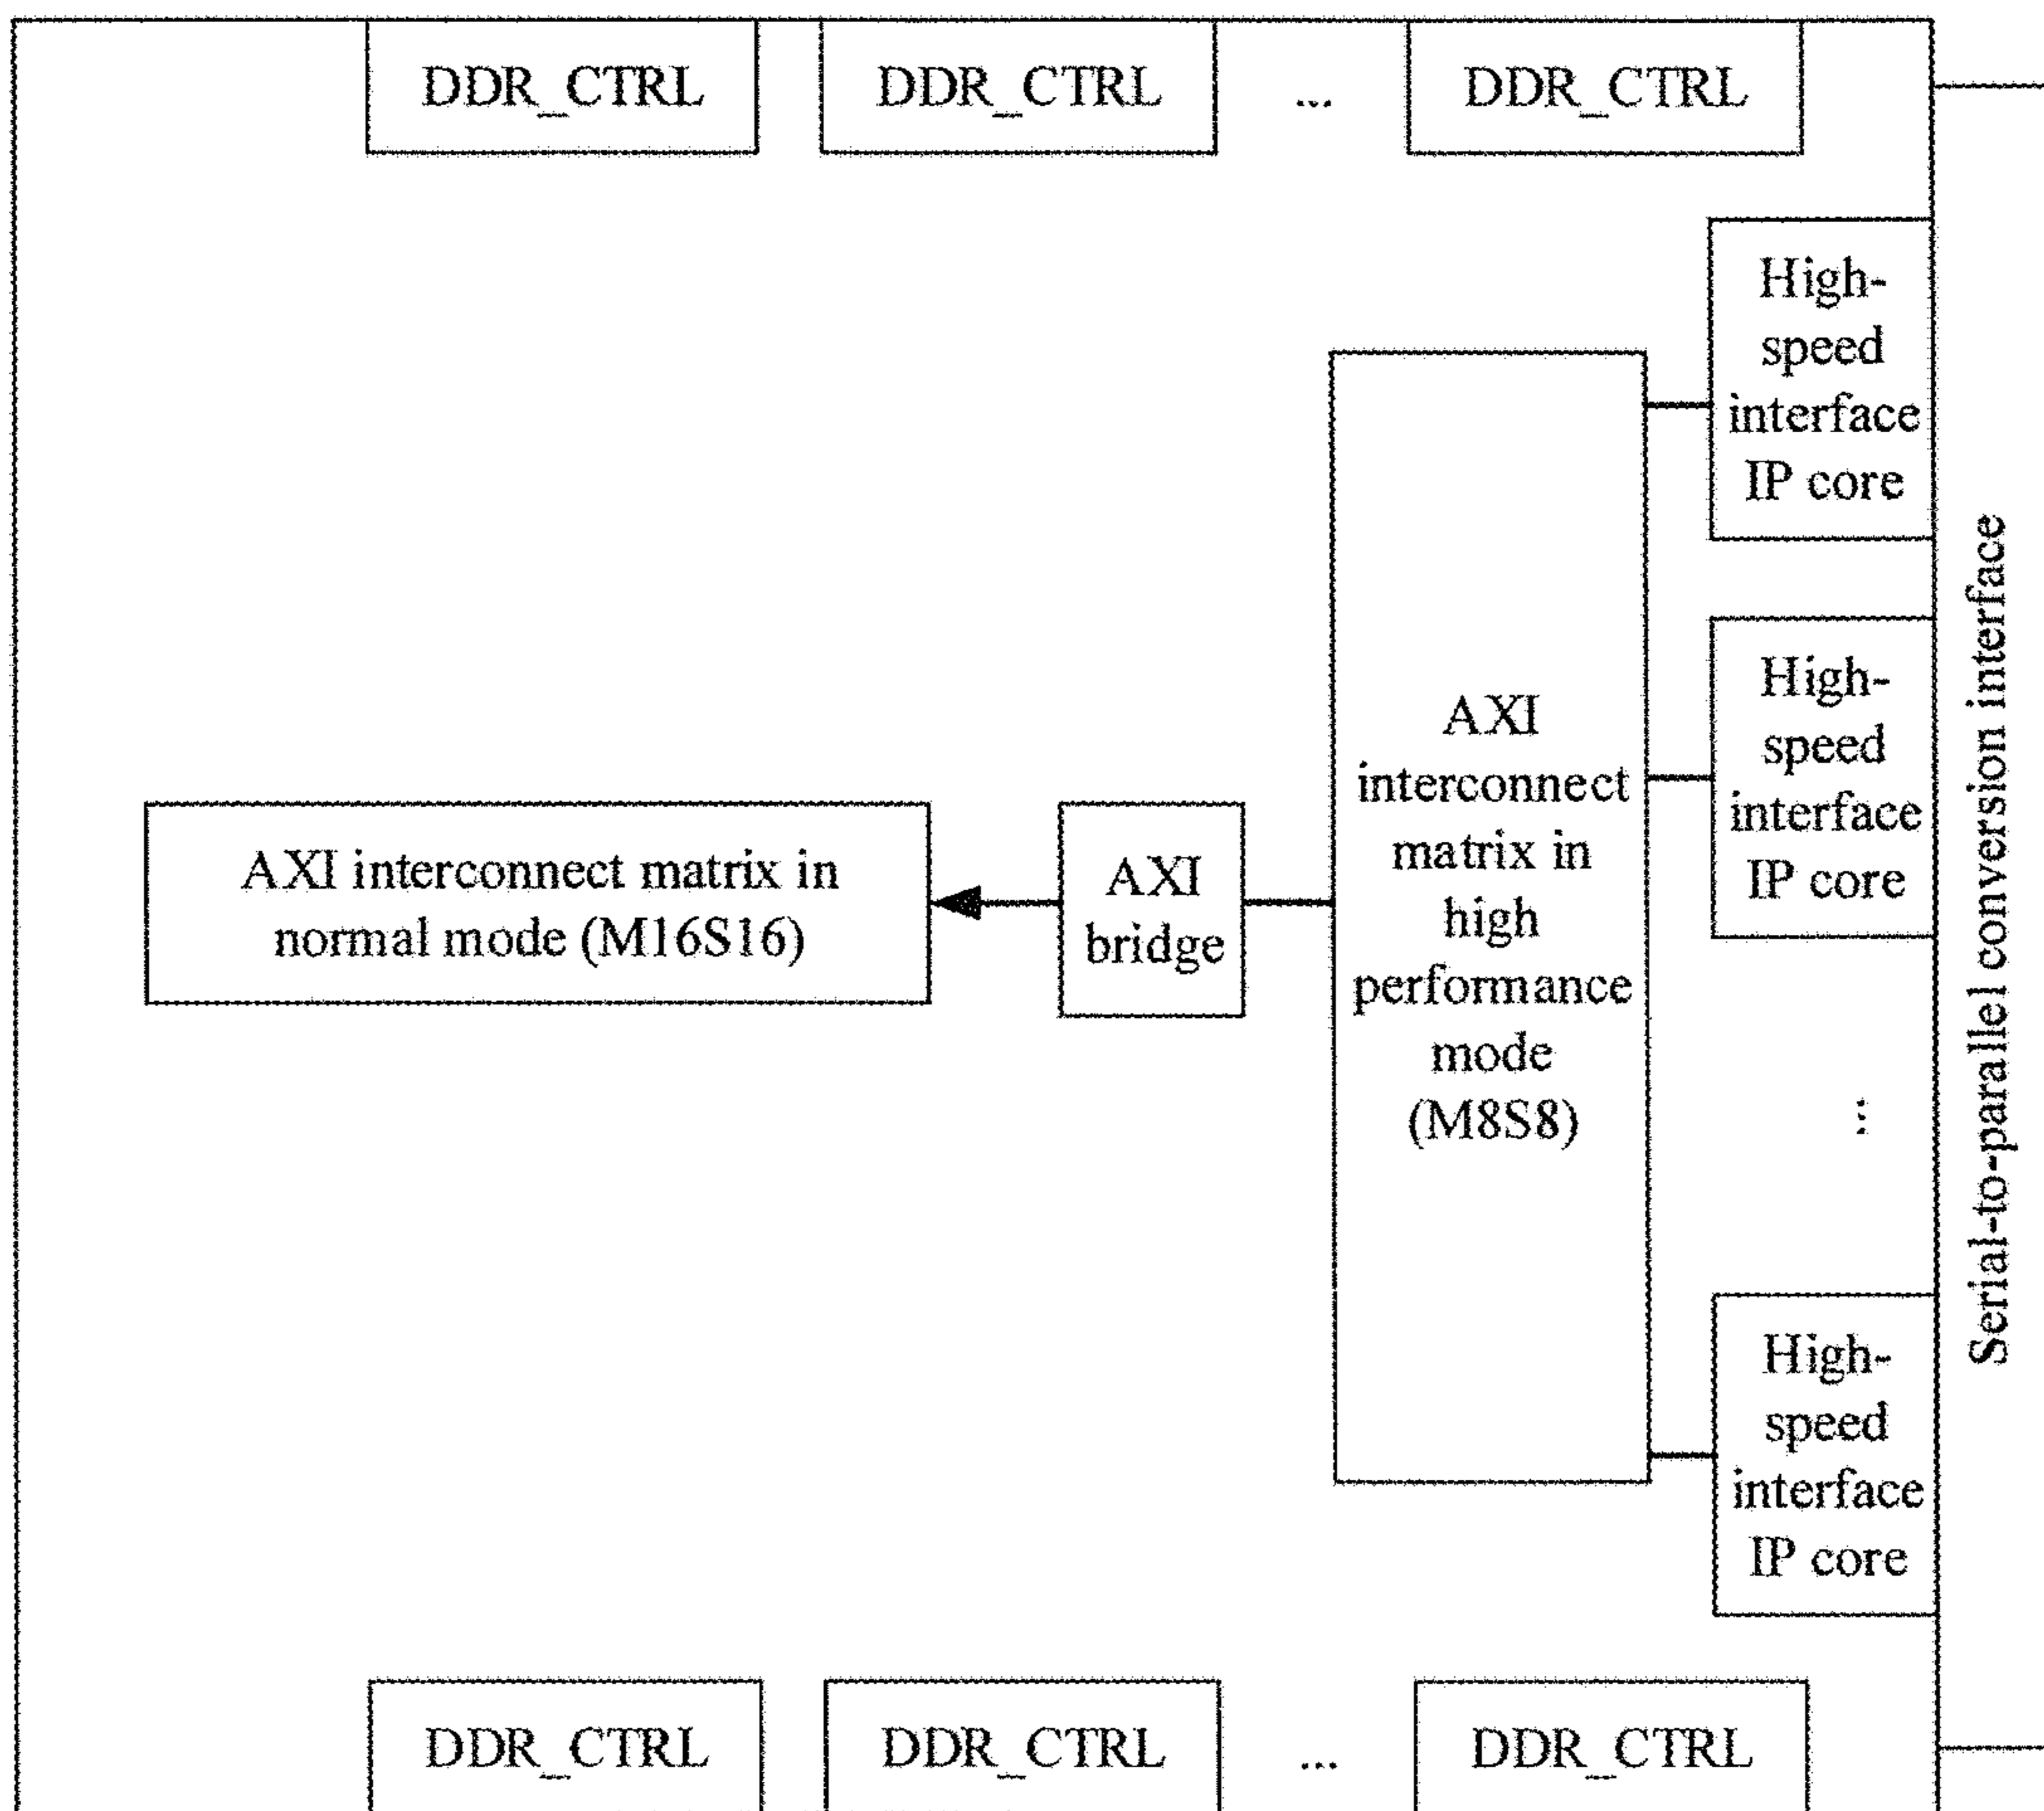 DDR_CTRL
DDR_CTRL
...
DDR_CTRL
High-
speed
interface
IP core
High-
speed
interface
IP core
...
High-
speed
interface
IP core
Serial-to-parallel conversion interface
AXI
interconnect
matrix in
high
performance
mode
(M8S8)
AXI
bridge
AXI interconnect matrix in
normal mode (M16S16)
DDR_CTRL
DDR_CTRL
...
DDR_CTRL